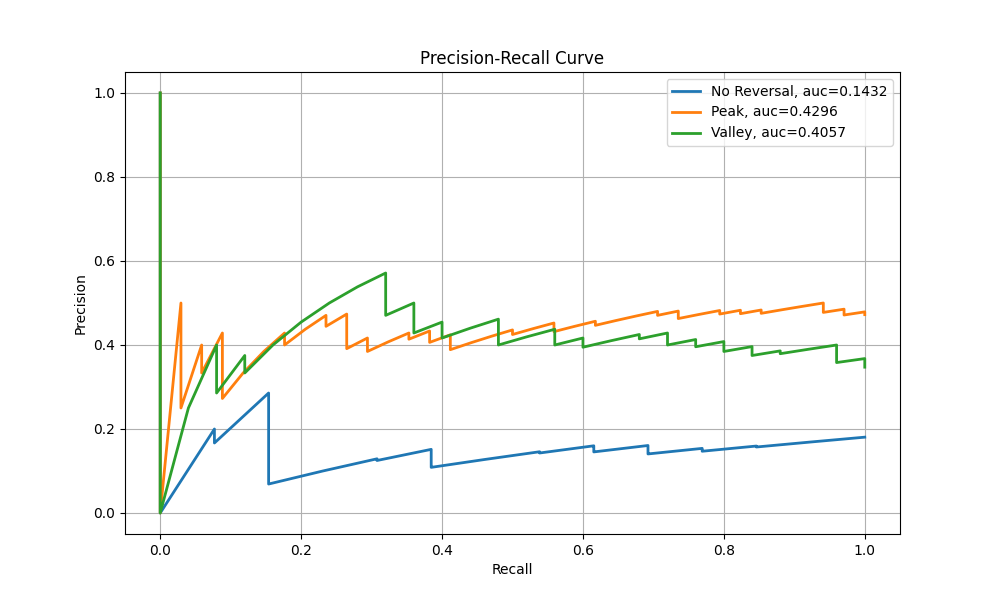 Precision-Recall Curve
No Reversal, auc=0.1432
Peak, auc=0.4296
Valley, auc=0.4057
Precision
1.0
0.8
0.6
0.4
0.2
0.0
0.0 0.2 0.4 0.6 0.8 1.0
Recall